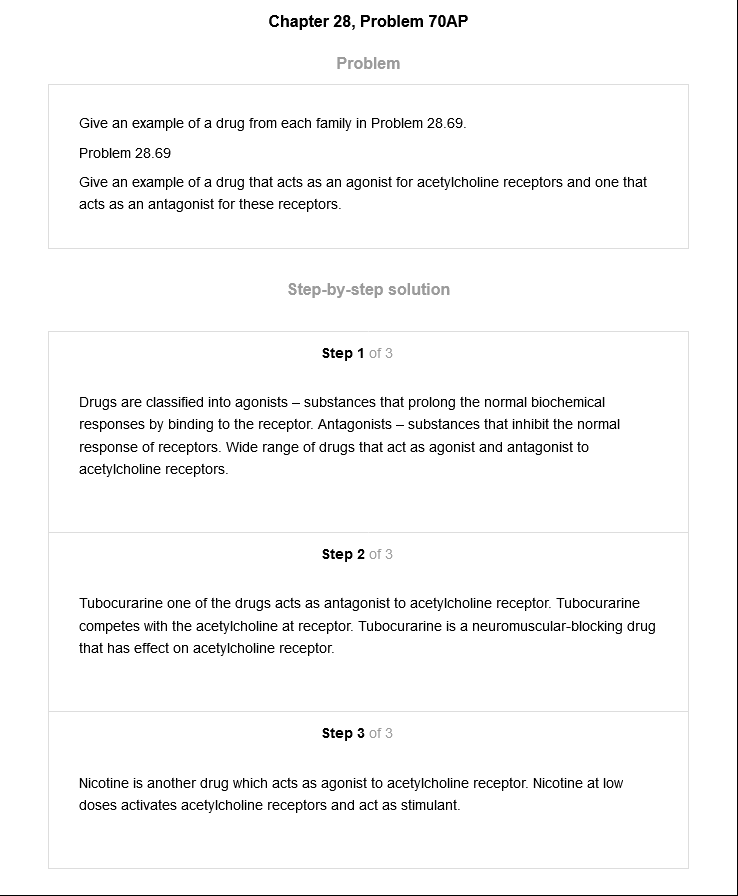 Chapter 28, Problem 70AP
Problem
Give an example of a drug from each family in Problem 28.69.
Problem 28.69
Give an example of a drug that acts as an agonist for acetylcholine receptors and one that
acts as an antagonist for these receptors.
Step-by-step solution
Step 1 of 3
Drugs are classified into agonists – substances that prolong the normal biochemical
responses by binding to the receptor. Antagonists – substances that inhibit the normal
response of receptors. Wide range of drugs that act as agonist and antagonist to
acetylcholine receptors.
Step 2 of 3
Tubocurarine one of the drugs acts as antagonist to acetylcholine receptor. Tubocurarine
competes with the acetylcholine at receptor. Tubocurarine is a neuromuscular-blocking drug
that has effect on acetylcholine receptor.
Step 3 of 3
Nicotine is another drug which acts as agonist to acetylcholine receptor. Nicotine at low
doses activates acetylcholine receptors and act as stimulant.